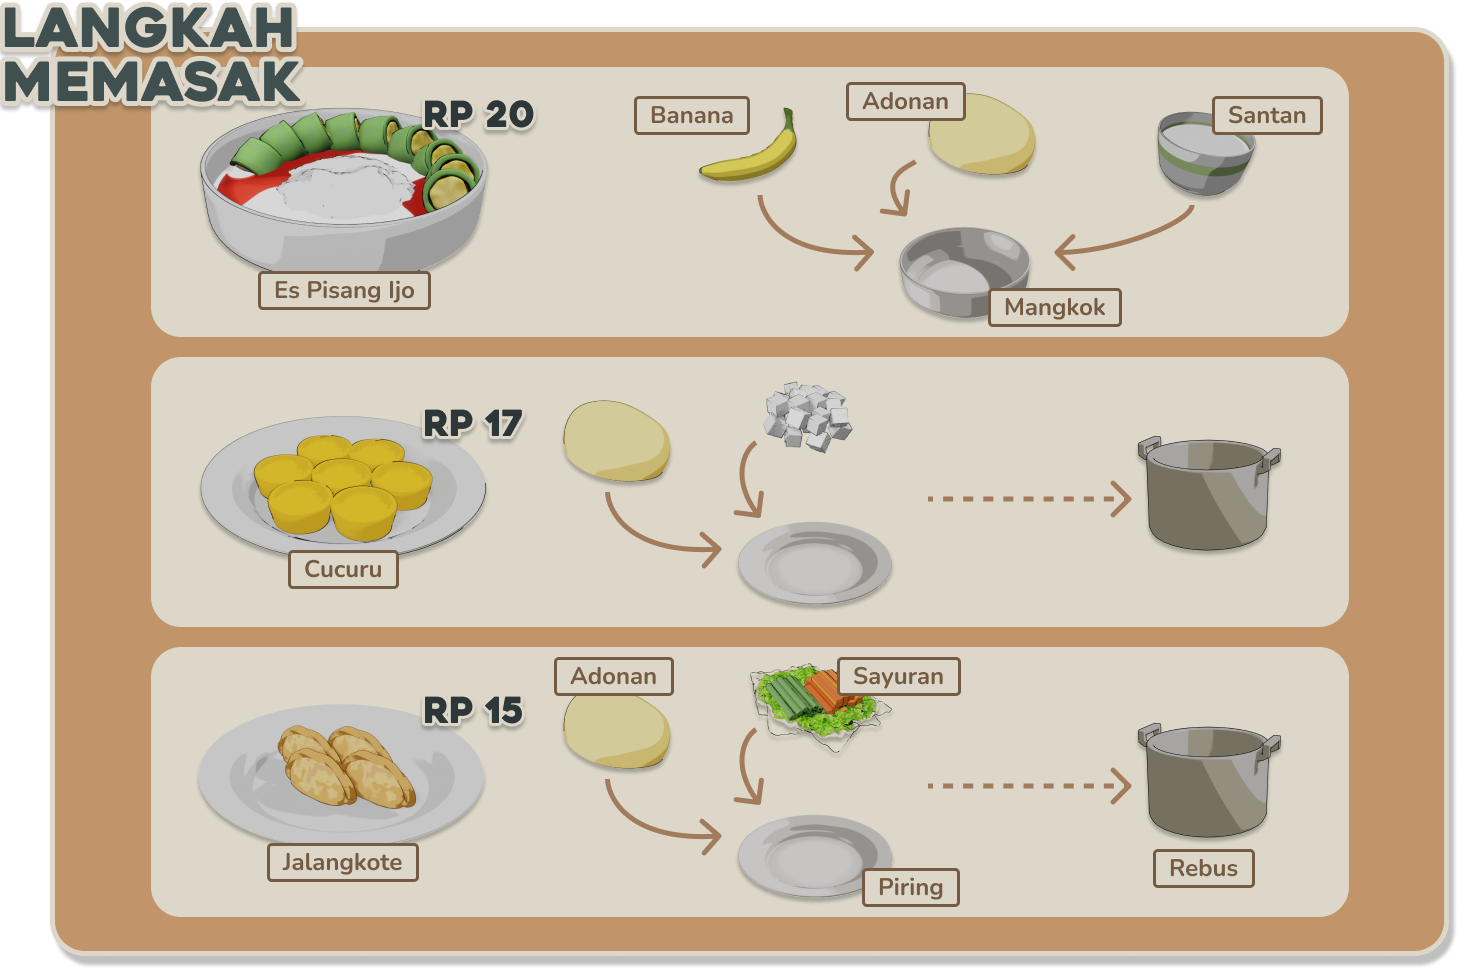 LANGKAH
MEMASAK
RP 20
Banana
Adonan
Santan
Es Pisang Ijo
Mangkok
RP 17
Cucuru
Adonan
Sayuran
RP 15
Jalangkote
Piring
Rebus